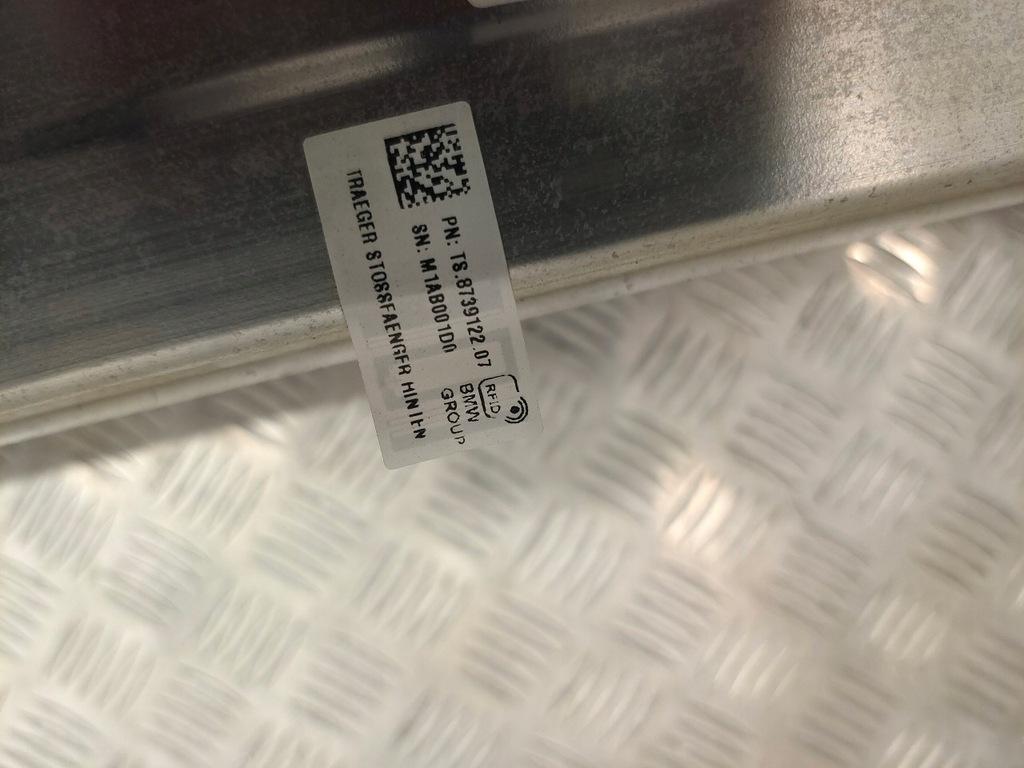 PN: TS.8739122.07
SN: M1AB001D0
TRAEGER STOSSFAENGER HINTEN
RFID
BMW
GROUP